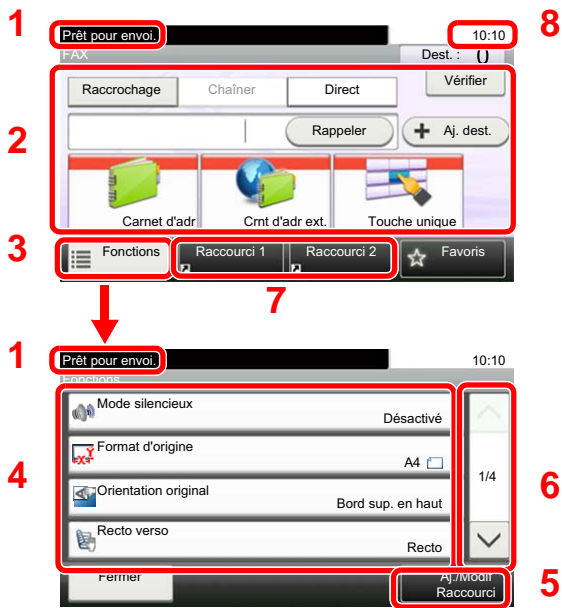 1 Prêt pour envoi. 10:10 8
FAX Dest. : ( )
Raccrochage Chaîner Direct Vérifier
2 Rappeler Aj. dest.
Carnet d'adr Crnt d'adr ext. Touche unique
3 Fonctions Raccourci 1 Raccourci 2 Favoris
7
1 Prêt pour envoi. 10:10
Fonctions
Mode silencieux
Désactivé
Format d'origine
A4
4 1/4 6
Orientation original
Bord sup. en haut
Recto verso
Recto
Fermer Aj./Modif Raccourci 5